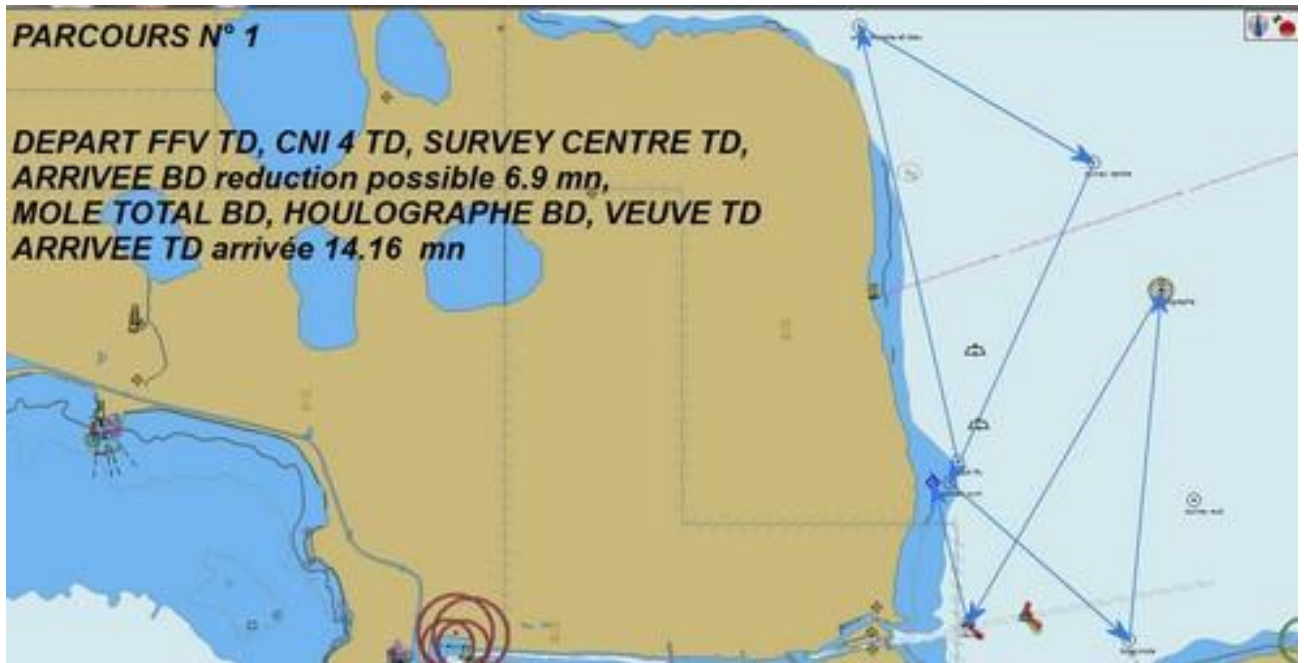 PARCOURS N° 1
DEPART FFV TD, CNI 4 TD, SURVEY CENTRE TD,
ARRIVEE BD reduction possible 6.9 mn,
MOLE TOTAL BD, HOULOGRAPHE BD, VEUVE TD
ARRIVEE TD arrivée 14.16 mn